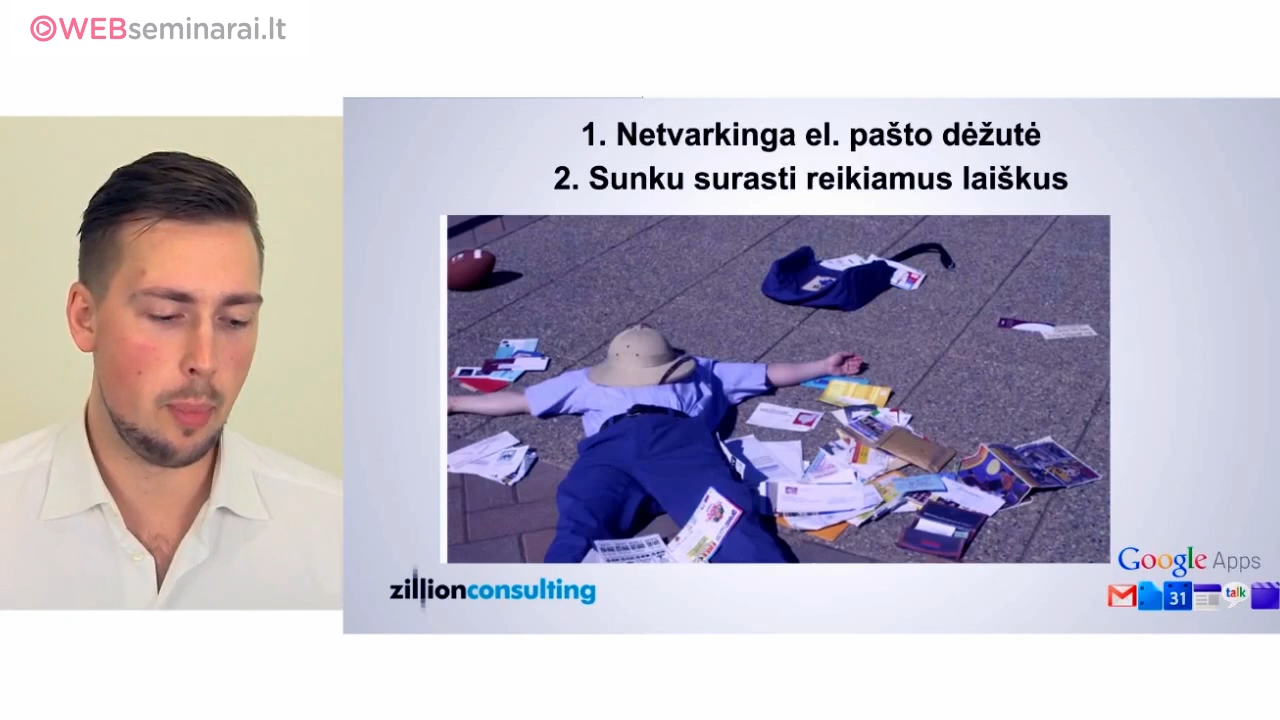 WEBseminarai.lt
1. Netvarkinga el. pašto dėžutė
2. Sunku surasti reikiamus laiškus
zillionconsulting
Google Apps
31
talk